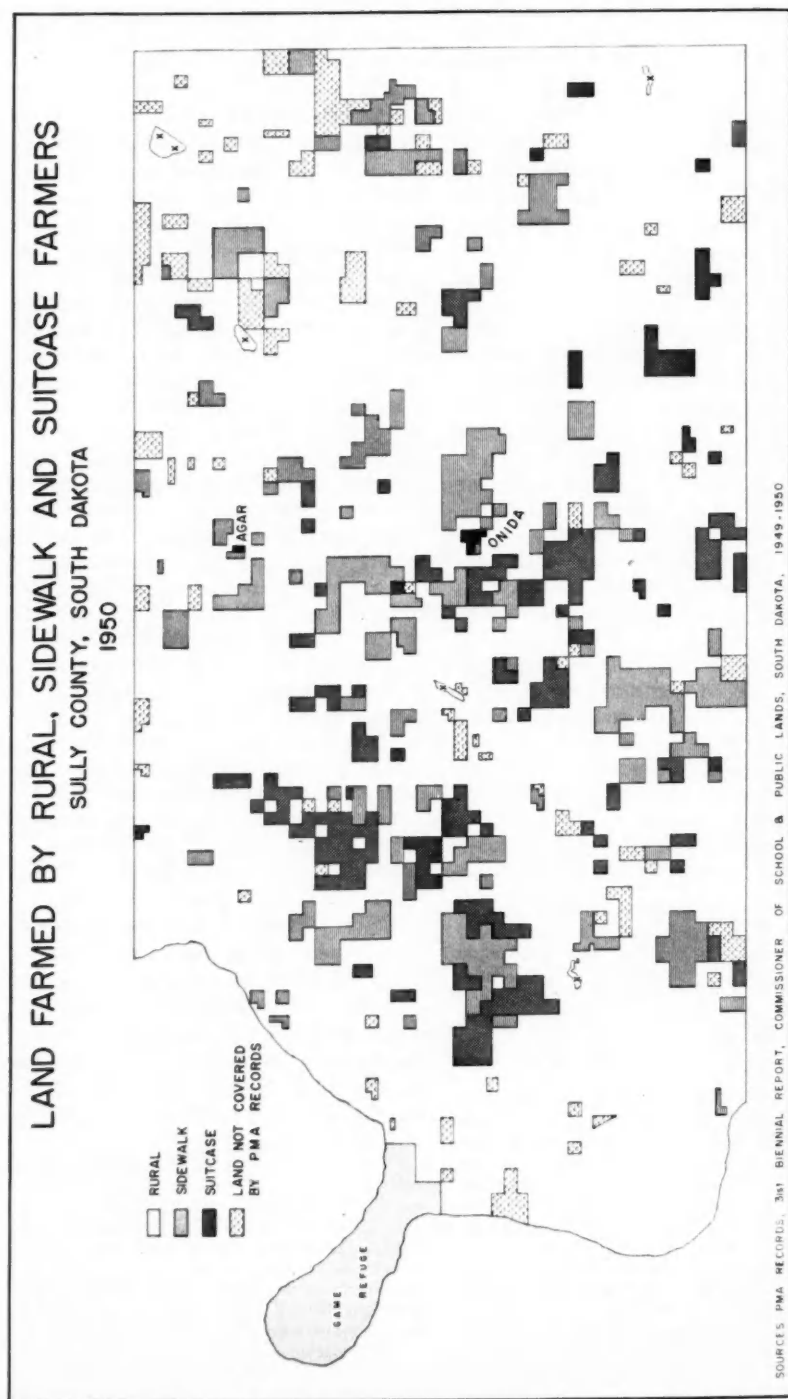 LAND FARMED BY RURAL, SIDEWALK AND SUITCASE FARMERS
SULLY COUNTY, SOUTH DAKOTA
1950
RURAL
SIDEWALK
SUITCASE
LAND NOT COVERED
BY PMA RECORDS
GAME
REFUGE
AGAR
ONIDA
x
x
x
x
x
SOURCES PMA RECORDS, 31st BIENNIAL REPORT, COMMISSIONER OF SCHOOL & PUBLIC LANDS, SOUTH DAKOTA, 1949-1950